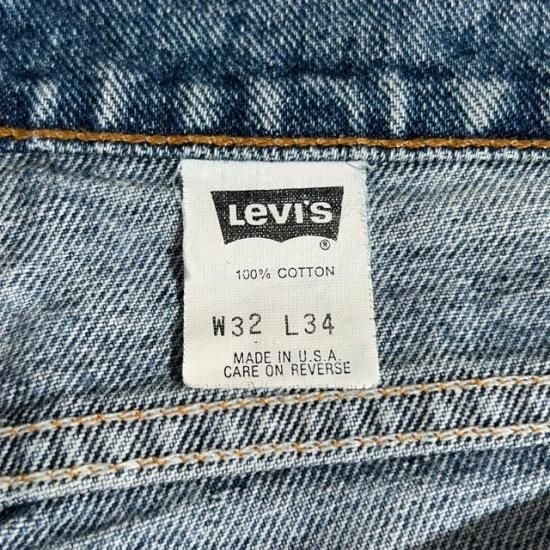 Levi's
®
100% COTTON
W32 L34
MADE IN U.S.A.
CARE ON REVERSE